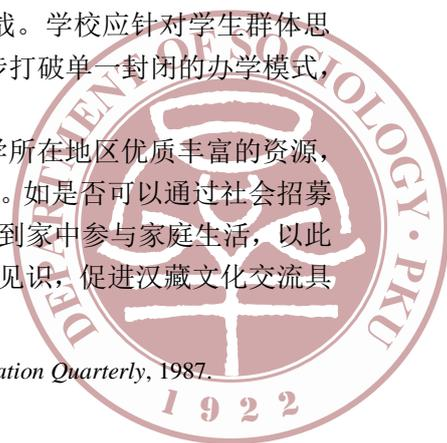 战。学校应针对学生群体思
步打破单一封闭的办学模式，
学所在地区优质丰富的资源，
。如是否可以通过社会招募
到家中参与家庭生活，以此
见识，促进汉藏文化交流具
ation Quarterly, 1987.
DEPARTMENT OF SOCIOLOGY · PKU
1922